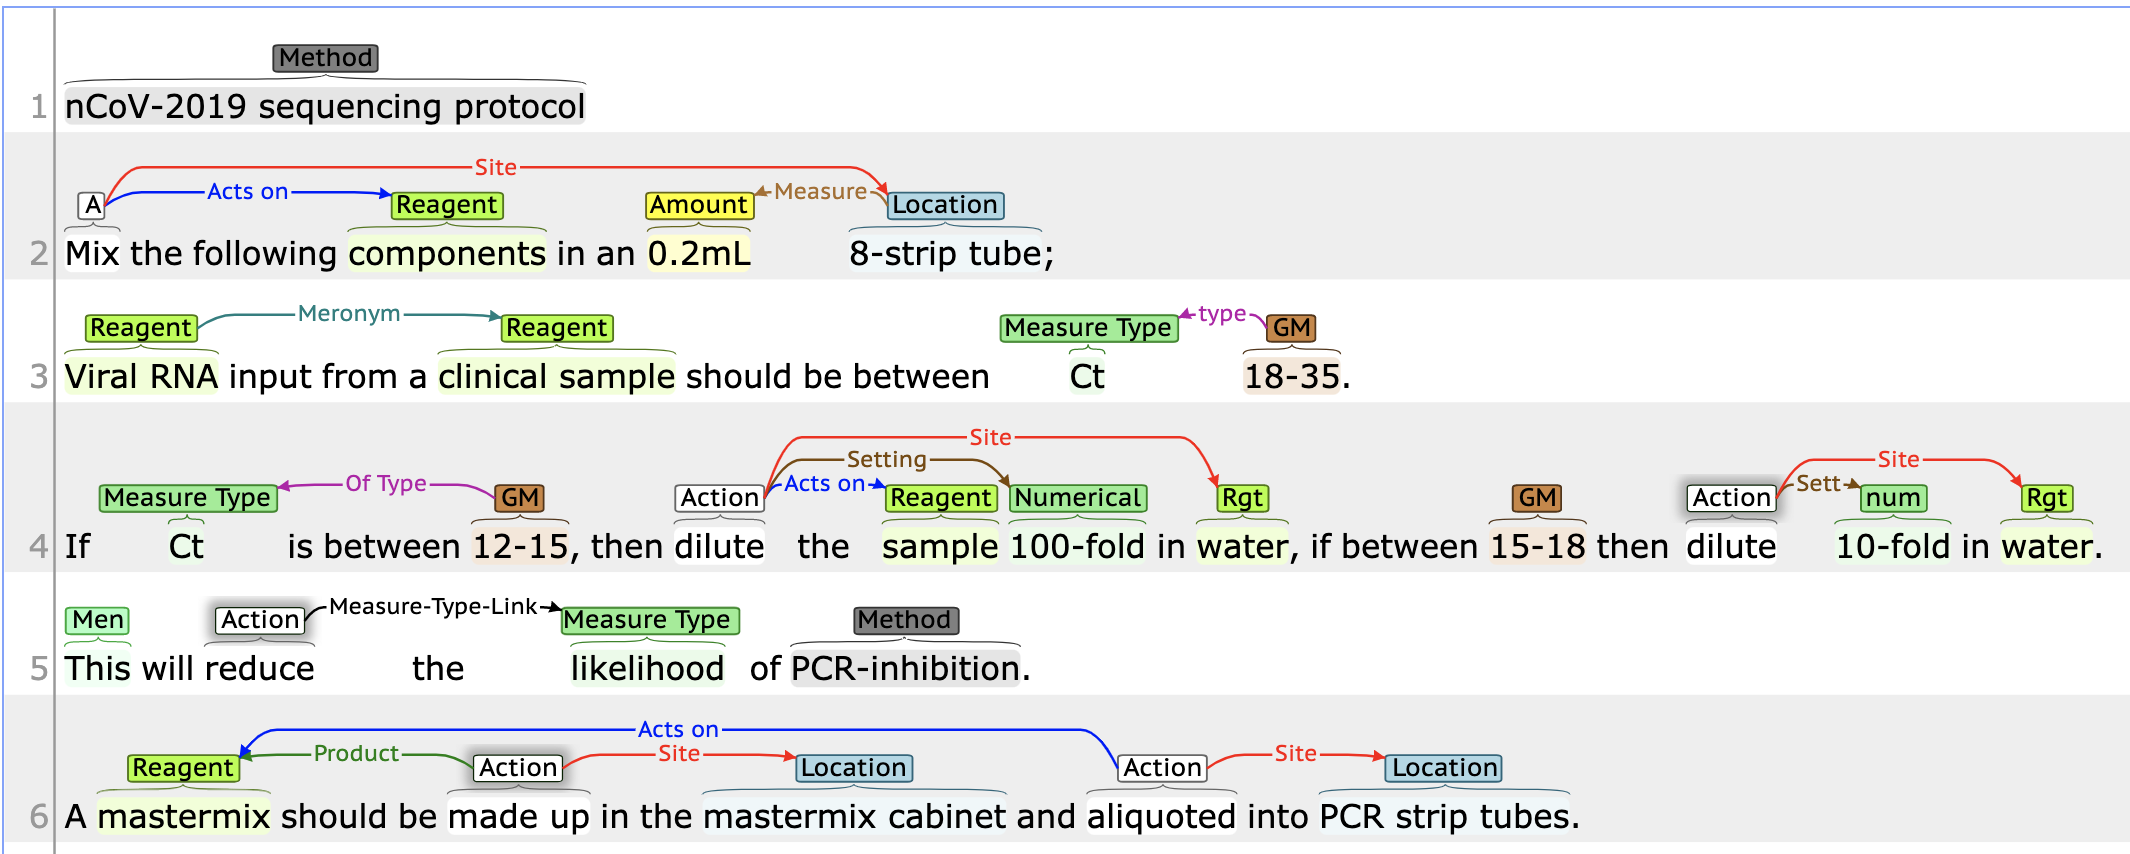 Method
1 nCoV-2019 sequencing protocol
Site
Acts on Measure
A Reagent Amount Location
2 Mix the following components in an 0.2mL 8-strip tube;
Meronym type
Reagent Reagent Measure Type GM
3 Viral RNA input from a clinical sample should be between Ct 18-35.
Site
Setting Site
Of Type Acts on Sett
Measure Type GM Action Reagent Numerical Rgt GM Action num Rgt
4 If Ct is between 12-15, then dilute the sample 100-fold in water, if between 15-18 then dilute 10-fold in water.
Measure-Type-Link
Men Action Measure Type Method
5 This will reduce the likelihood of PCR-inhibition.
Acts on
Product Site Site
Reagent Action Location Action Location
6 A mastermix should be made up in the mastermix cabinet and aliquoted into PCR strip tubes.